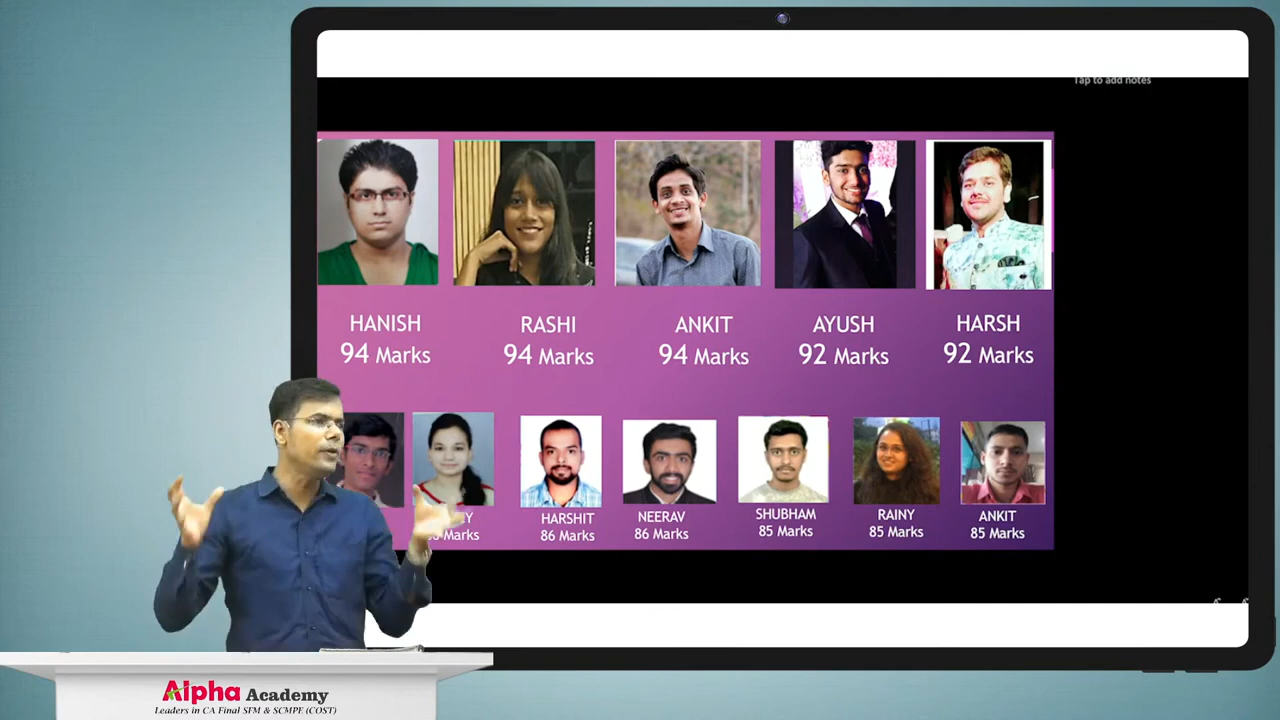 Tap to add notes
HANISH RASHI ANKIT AYUSH HARSH
94 Marks 94 Marks 94 Marks 92 Marks 92 Marks
HARSHIT NEERAV SHUBHAM RAINY ANKIT
Marks 86 Marks 86 Marks 85 Marks 85 Marks 85 Marks
Alpha Academy
Leaders in CA Final SFM & SCMPE (COST)